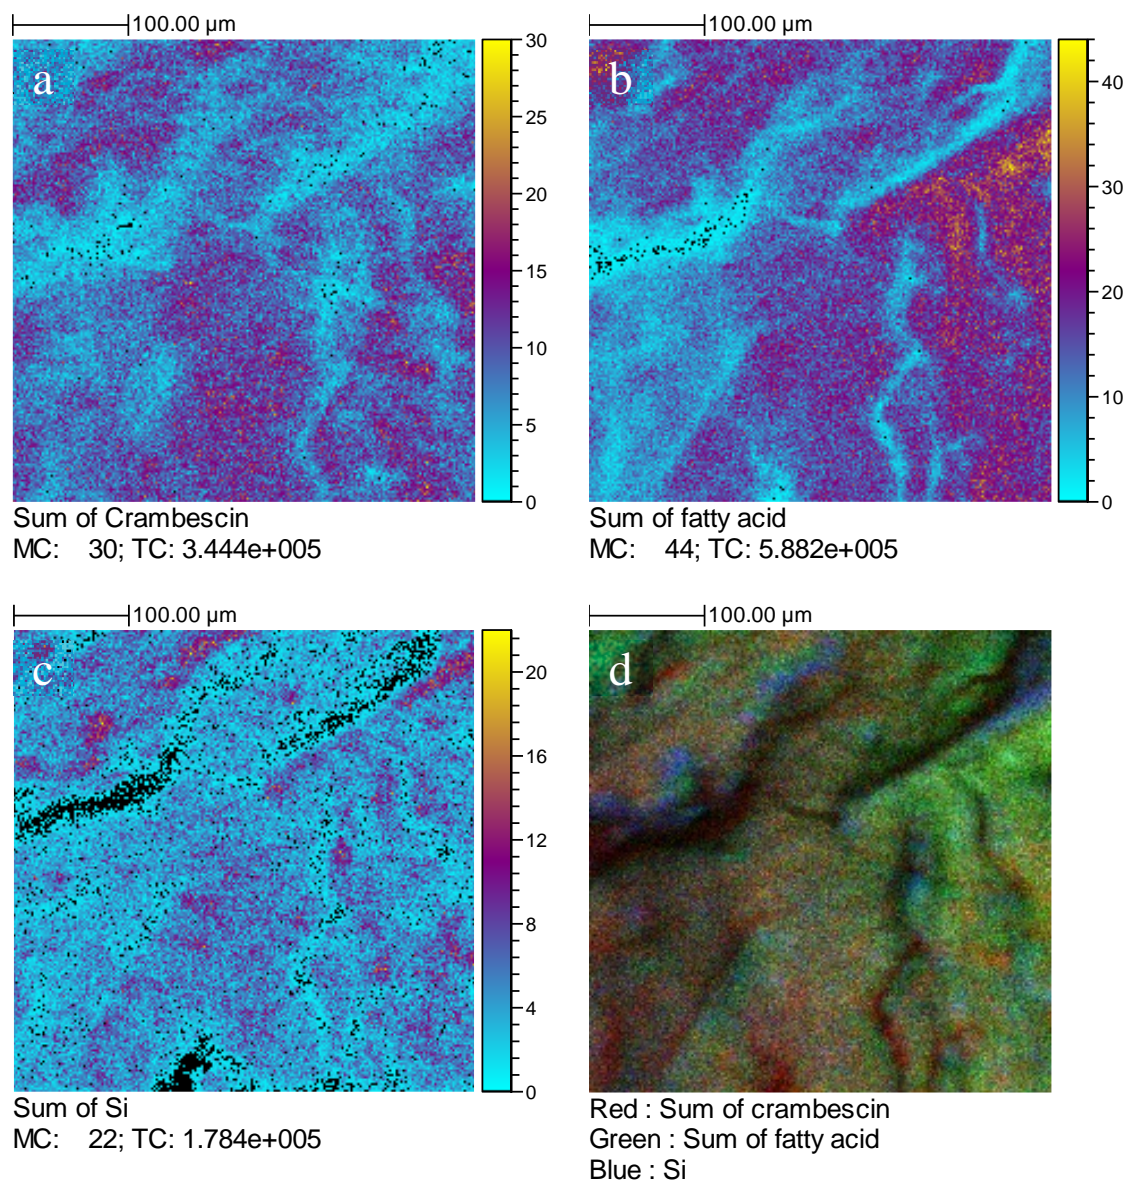 100.00 µm
100.00 µm
a
30
25
20
15
10
5
0
b
40
30
20
10
0
Sum of Crambescin
MC: 30; TC: 3.444e+005
Sum of fatty acid
MC: 44; TC: 5.882e+005
100.00 µm
100.00 µm
c
20
16
12
8
4
0
d
Sum of Si
MC: 22; TC: 1.784e+005
Red : Sum of crambescin
Green : Sum of fatty acid
Blue : Si